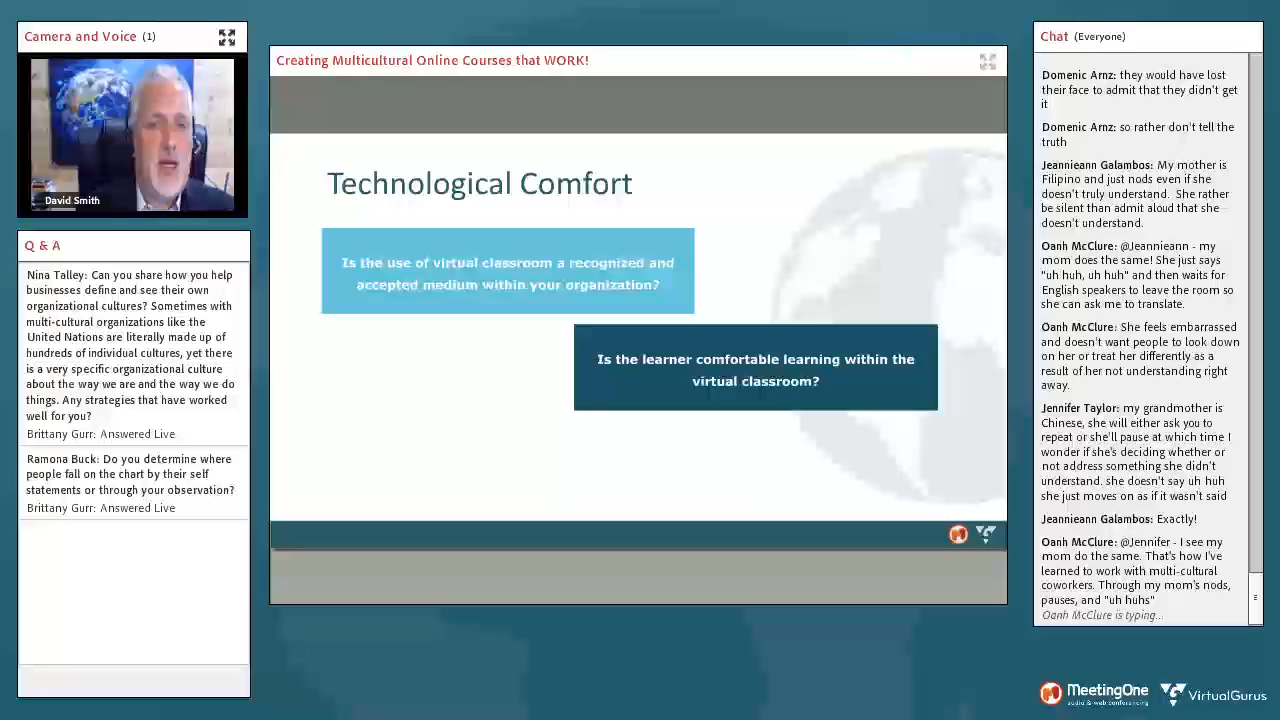 Camera and Voice (1)
David Smith
Q & A
Nina Talley: Can you share how you help
businesses define and see their own
organizational cultures? Sometimes with
multi-cultural organizations like the
United Nations are literally made up of
hundreds of individual cultures, yet there
is a very specific organizational culture
about the way we are and the way we do
things. Any strategies that have worked
well for you?
Brittany Gurr: Answered Live
Ramona Buck: Do you determine where
people fall on the chart by their self
statements or through your observation?
Brittany Gurr: Answered Live
Creating Multicultural Online Courses that WORK!
Technological Comfort
Is the use of virtual classroom a recognized and
accepted medium within your organization?
Is the learner comfortable learning within the
virtual classroom?
Chat (Everyone)
Domenic Arnz: they would have lost
their face to admit that they didn't get
it
Domenic Arnz: so rather don't tell the
truth
Jeannieann Galambos: My mother is
Filipino and just nods even if she
doesn't truly understand. She rather
be silent than admit aloud that she
doesn't understand.
Oanh McClure: @Jeannieann - my
mom does the same! She just says
"uh huh, uh huh" and then waits for
English speakers to leave the room so
she can ask me to translate.
Oanh McClure: She feels embarrassed
and doesn't want people to look down
on her or treat her differently as a
result of her not understanding right
away.
Jennifer Taylor: my grandmother is
Chinese, she will either ask you to
repeat or she'll pause at which time I
wonder if she's deciding whether or
not address something she didn't
understand. she doesn't say uh huh
she just moves on as if it wasn't said
Jeannieann Galambos: Exactly!
Oanh McClure: @Jennifer - I see my
mom do the same. That's how I've
learned to work with multi-cultural
coworkers. Through my mom's nods,
pauses, and "uh huhs"
Oanh McClure is typing...
MeetingOne
audio & web conferencing
VirtualGurus